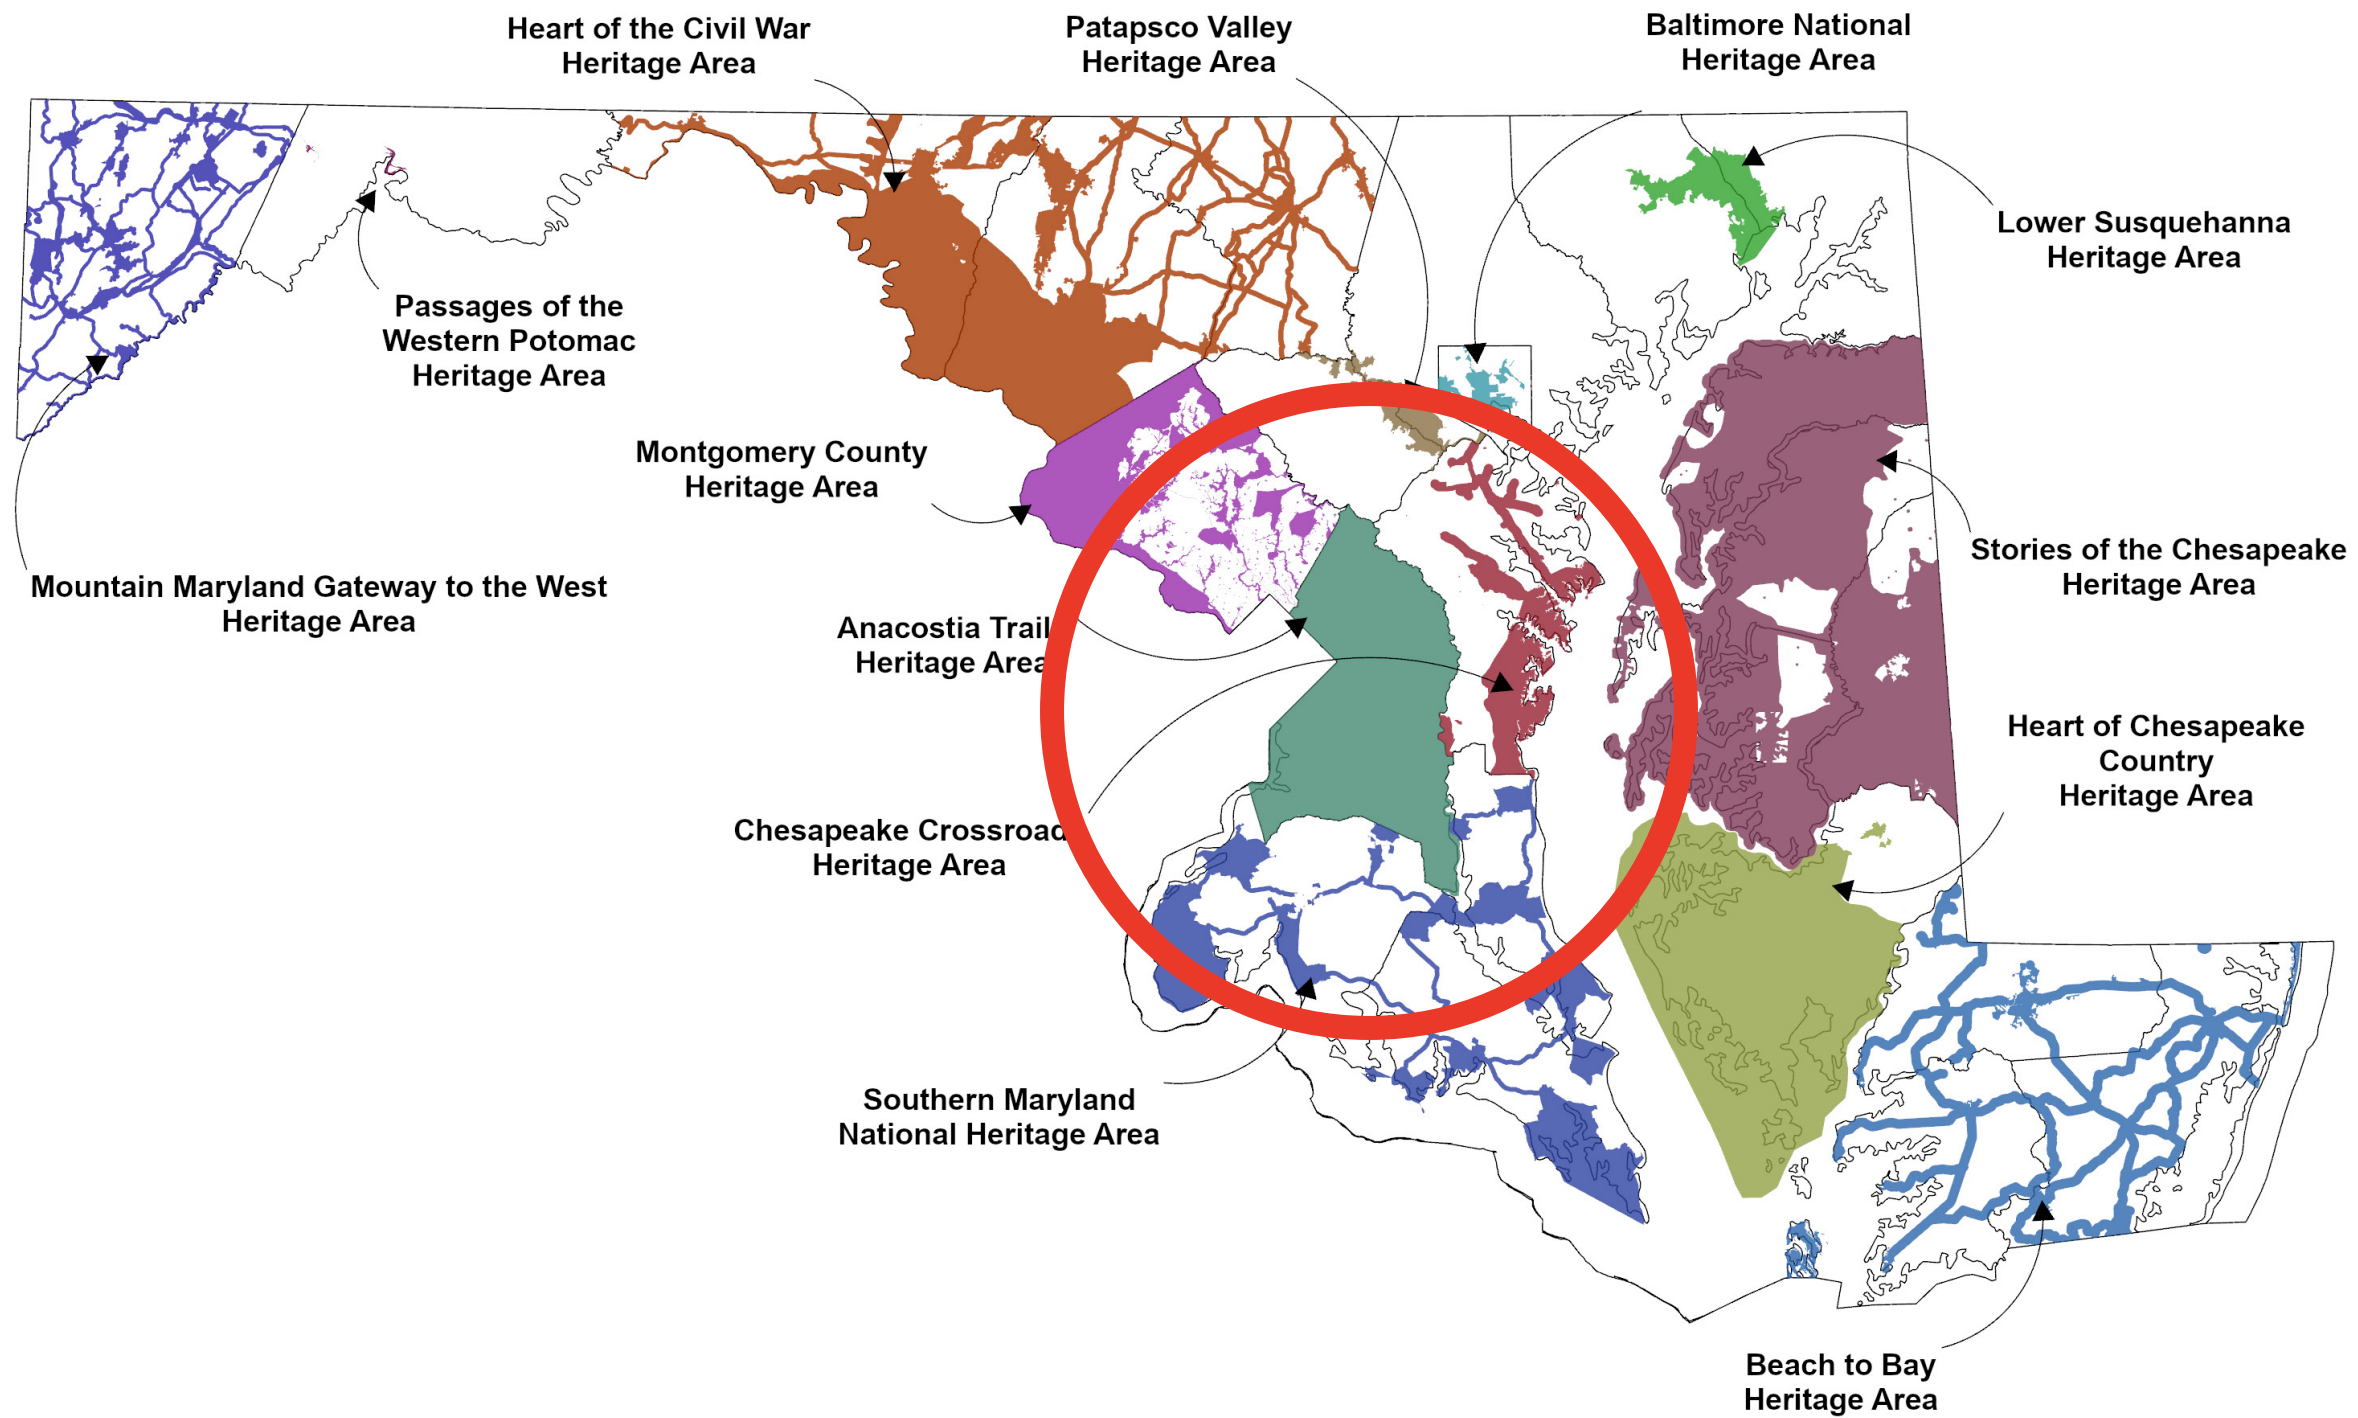 Heart of the Civil War
Heritage Area
Patapsco Valley
Heritage Area
Baltimore National
Heritage Area
Lower Susquehanna
Heritage Area
Passages of the
Western Potomac
Heritage Area
Montgomery County
Heritage Area
Mountain Maryland Gateway to the West
Heritage Area
Stories of the Chesapeake
Heritage Area
Anacostia Trail
Heritage Area
Heart of Chesapeake
Country
Heritage Area
Chesapeake Crossroad
Heritage Area
Southern Maryland
National Heritage Area
Beach to Bay
Heritage Area